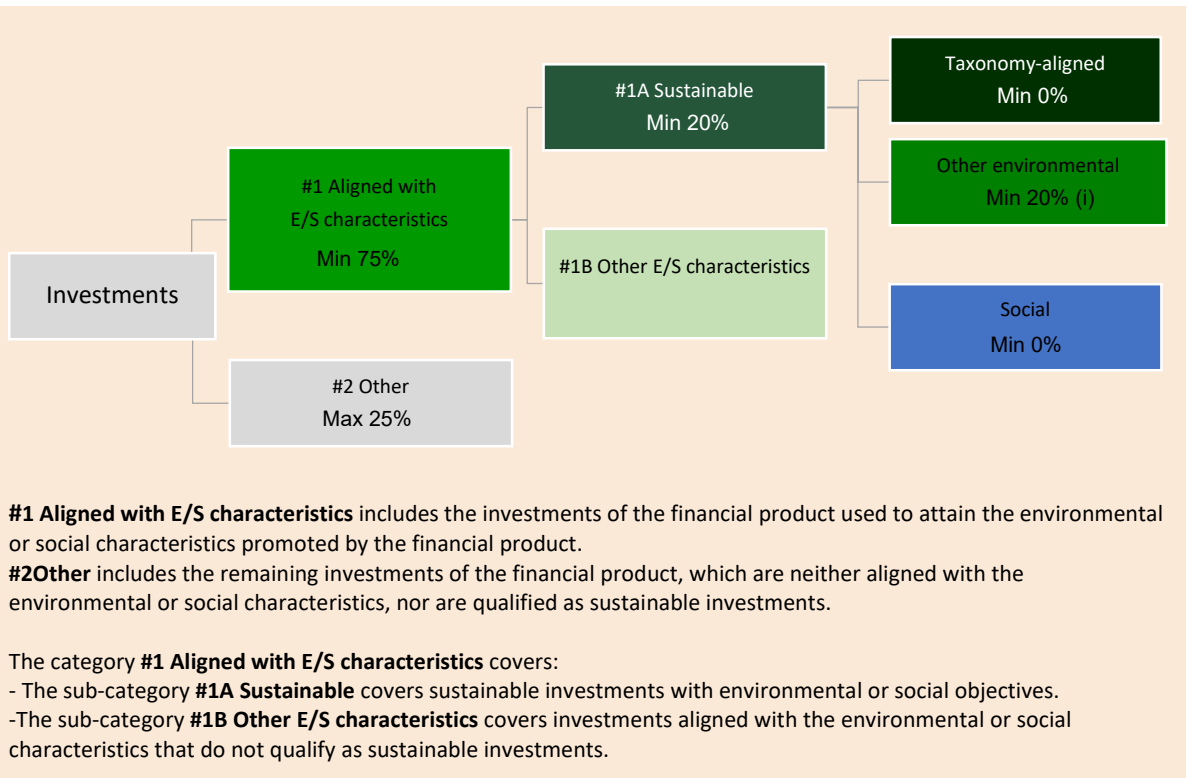 Investments
#1 Aligned with
E/S characteristics
Min 75%
#2 Other
Max 25%
#1A Sustainable
Min 20%
#1B Other E/S characteristics
Taxonomy-aligned
Min 0%
Other environmental
Min 20% (i)
Social
Min 0%
#1 Aligned with E/S characteristics includes the investments of the financial product used to attain the environmental
or social characteristics promoted by the financial product.
#2Other includes the remaining investments of the financial product, which are neither aligned with the
environmental or social characteristics, nor are qualified as sustainable investments.
The category #1 Aligned with E/S characteristics covers:
- The sub-category #1A Sustainable covers sustainable investments with environmental or social objectives.
-The sub-category #1B Other E/S characteristics covers investments aligned with the environmental or social
characteristics that do not qualify as sustainable investments.